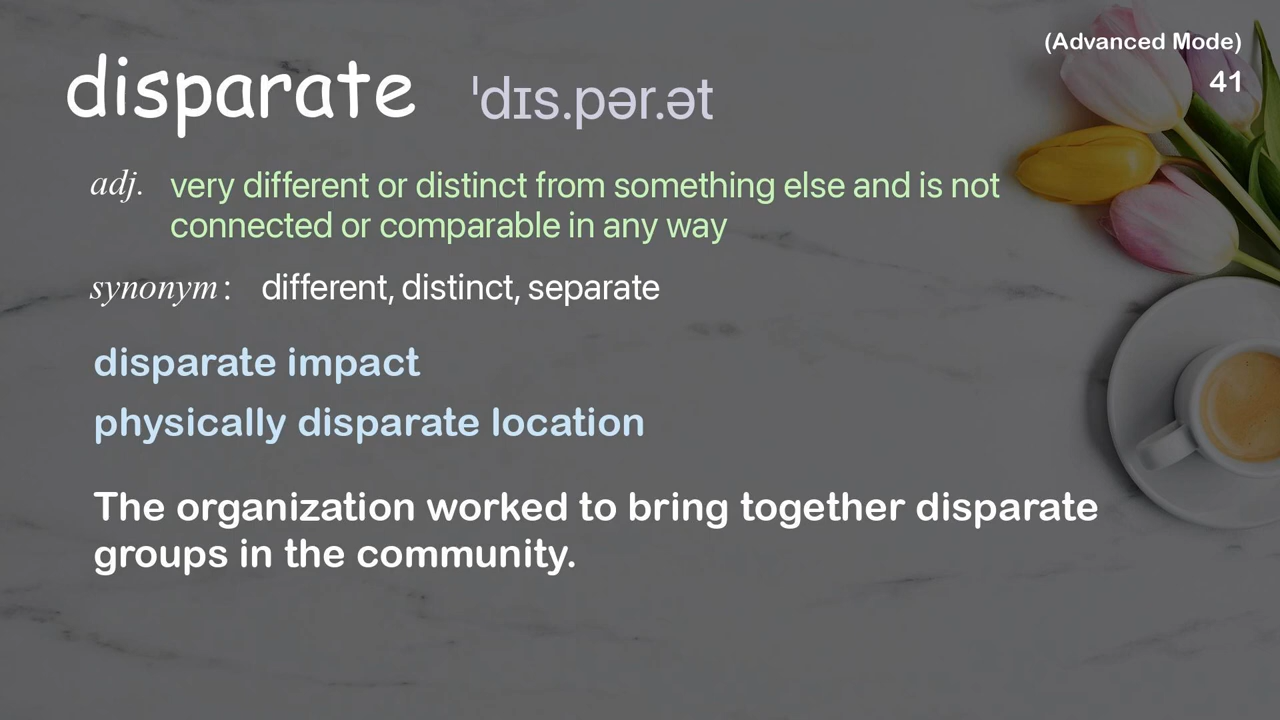 (Advanced Mode)
41
disparate ˈdɪs.pər.ət
adj. very different or distinct from something else and is not
connected or comparable in any way
synonym: different, distinct, separate
disparate impact
physically disparate location
The organization worked to bring together disparate
groups in the community.